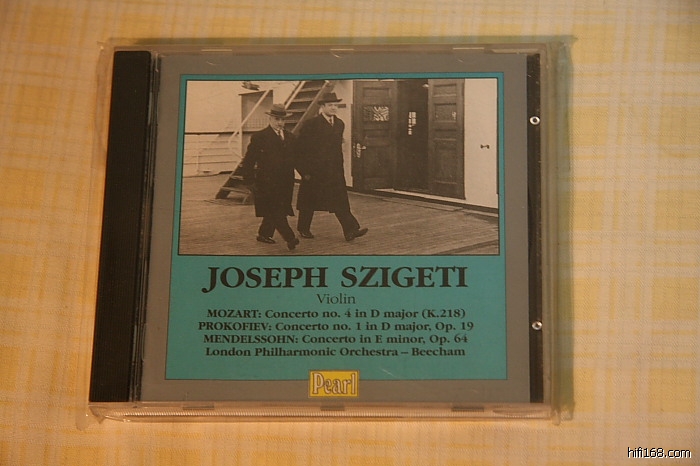 JOSEPH SZIGETI
Violin
MOZART: Concerto no. 4 in D major (K.218)
PROKOFIEV: Concerto no. 1 in D major, Op. 19
MENDELSSOHN: Concerto in E minor, Op. 64
London Philharmonic Orchestra – Beecham
Pearl
hifi168.com